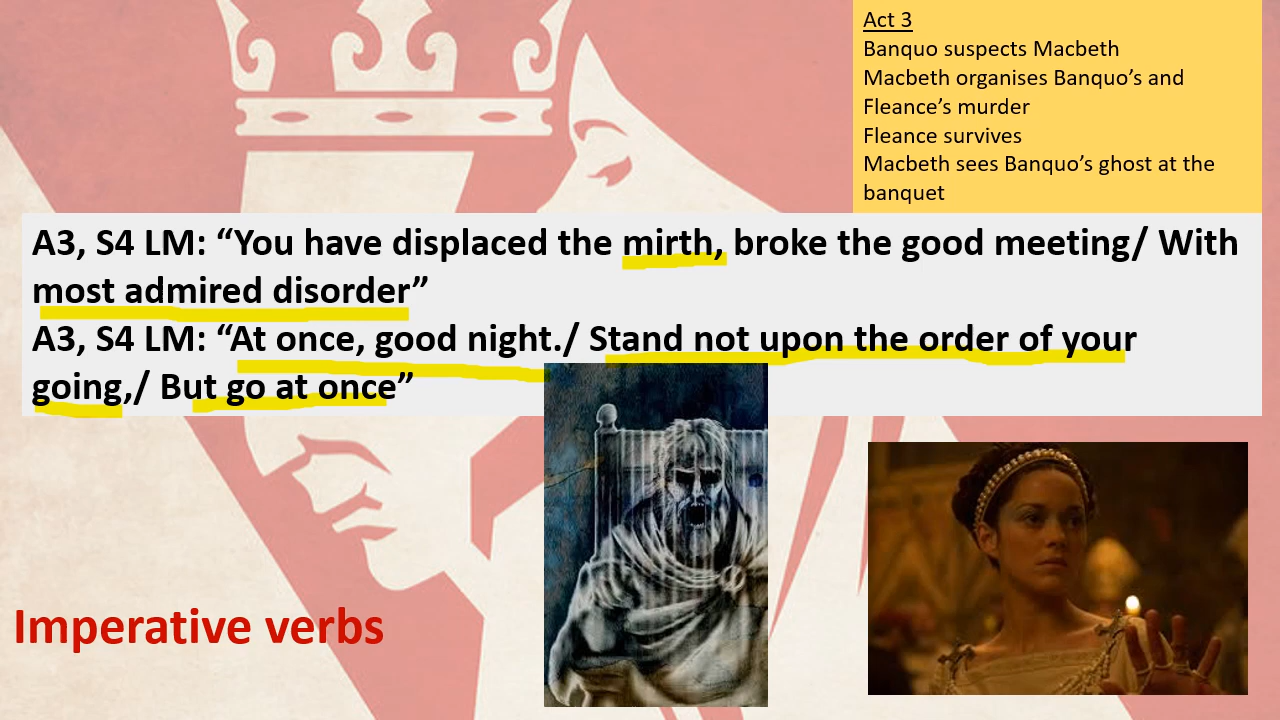 Act 3
Banquo suspects Macbeth
Macbeth organises Banquo’s and
Fleance’s murder
Fleance survives
Macbeth sees Banquo’s ghost at the
banquet
A3, S4 LM: “You have displaced the mirth, broke the good meeting/ With
most admired disorder”
A3, S4 LM: “At once, good night./ Stand not upon the order of your
going,/ But go at once”
Imperative verbs